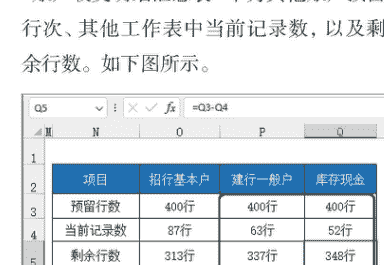 行次、其他工作表中当前记录数，以及剩
余行数。如下图所示。
Q5 fx =Q3-Q4
M N O P Q
1
2 项目 招行基本户 建行一般户 库存现金
3 预留行数 400行 400行 400行
4 当前记录数 87行 63行 52行
5 剩余行数 313行 337行 348行